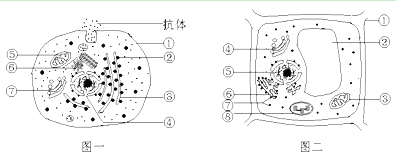 抗体
① ② ③ ④ ⑤ ⑥ ⑦
① ② ③ ④ ⑤ ⑥ ⑦ ⑧
图一 图二